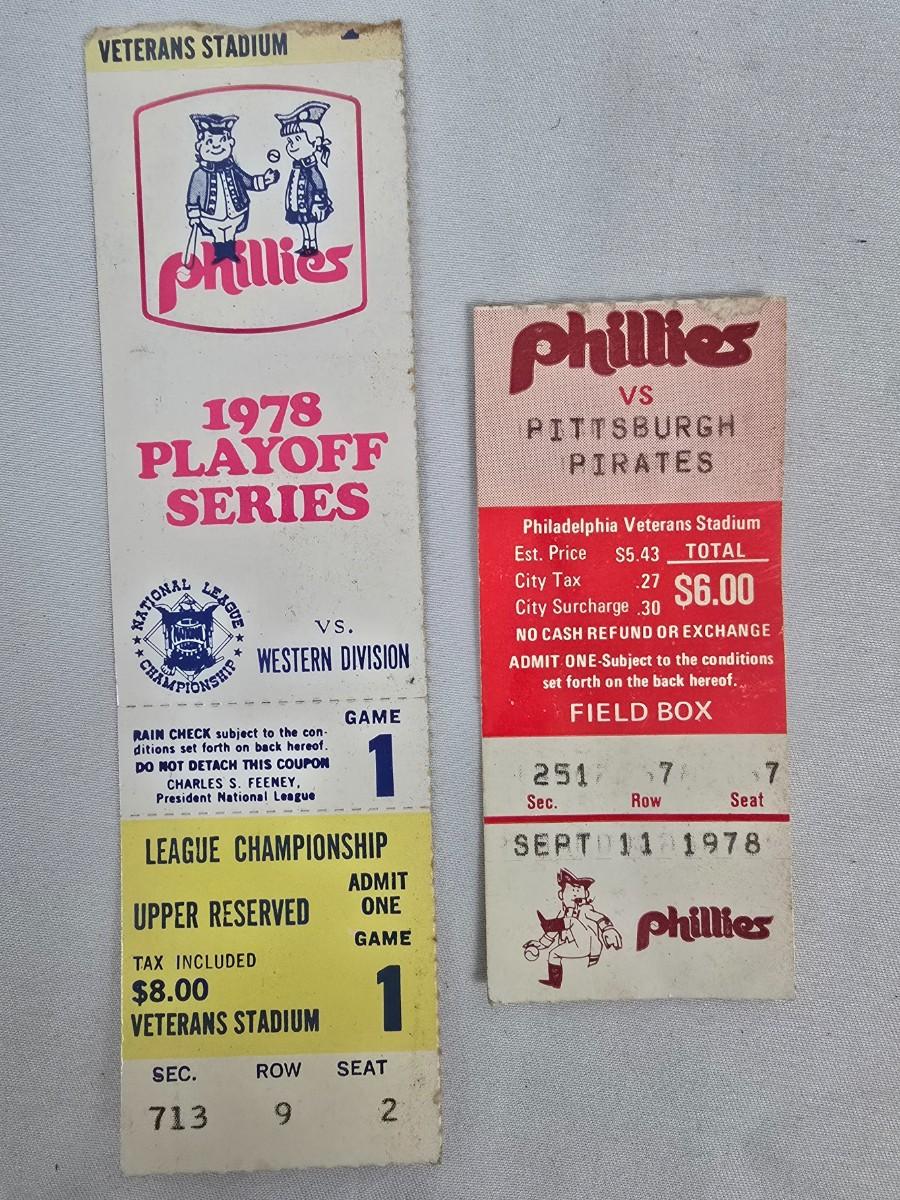 VETERANS STADIUM
phillies
1978
PLAYOFF
SERIES
NATIONAL LEAGUE
CHAMPIONSHIP
VS.
WESTERN DIVISION
RAIN CHECK subject to the con-
ditions set forth on back hereof.
DO NOT DETACH THIS COUPON
CHARLES S. FEENEY,
President National League
GAME
1
LEAGUE CHAMPIONSHIP
UPPER RESERVED
ADMIT
ONE
GAME
1
TAX INCLUDED
$8.00
VETERANS STADIUM
SEC. ROW SEAT
713 9 2
phillies
VS
PITTSBURGH
PIRATES
Philadelphia Veterans Stadium
Est. Price $5.43 TOTAL
City Tax .27 $6.00
City Surcharge .30
NO CASH REFUND OR EXCHANGE
ADMIT ONE-Subject to the conditions
set forth on the back hereof.
FIELD BOX
251 7 7
Sec. Row Seat
SEPT 11 1978
phillies